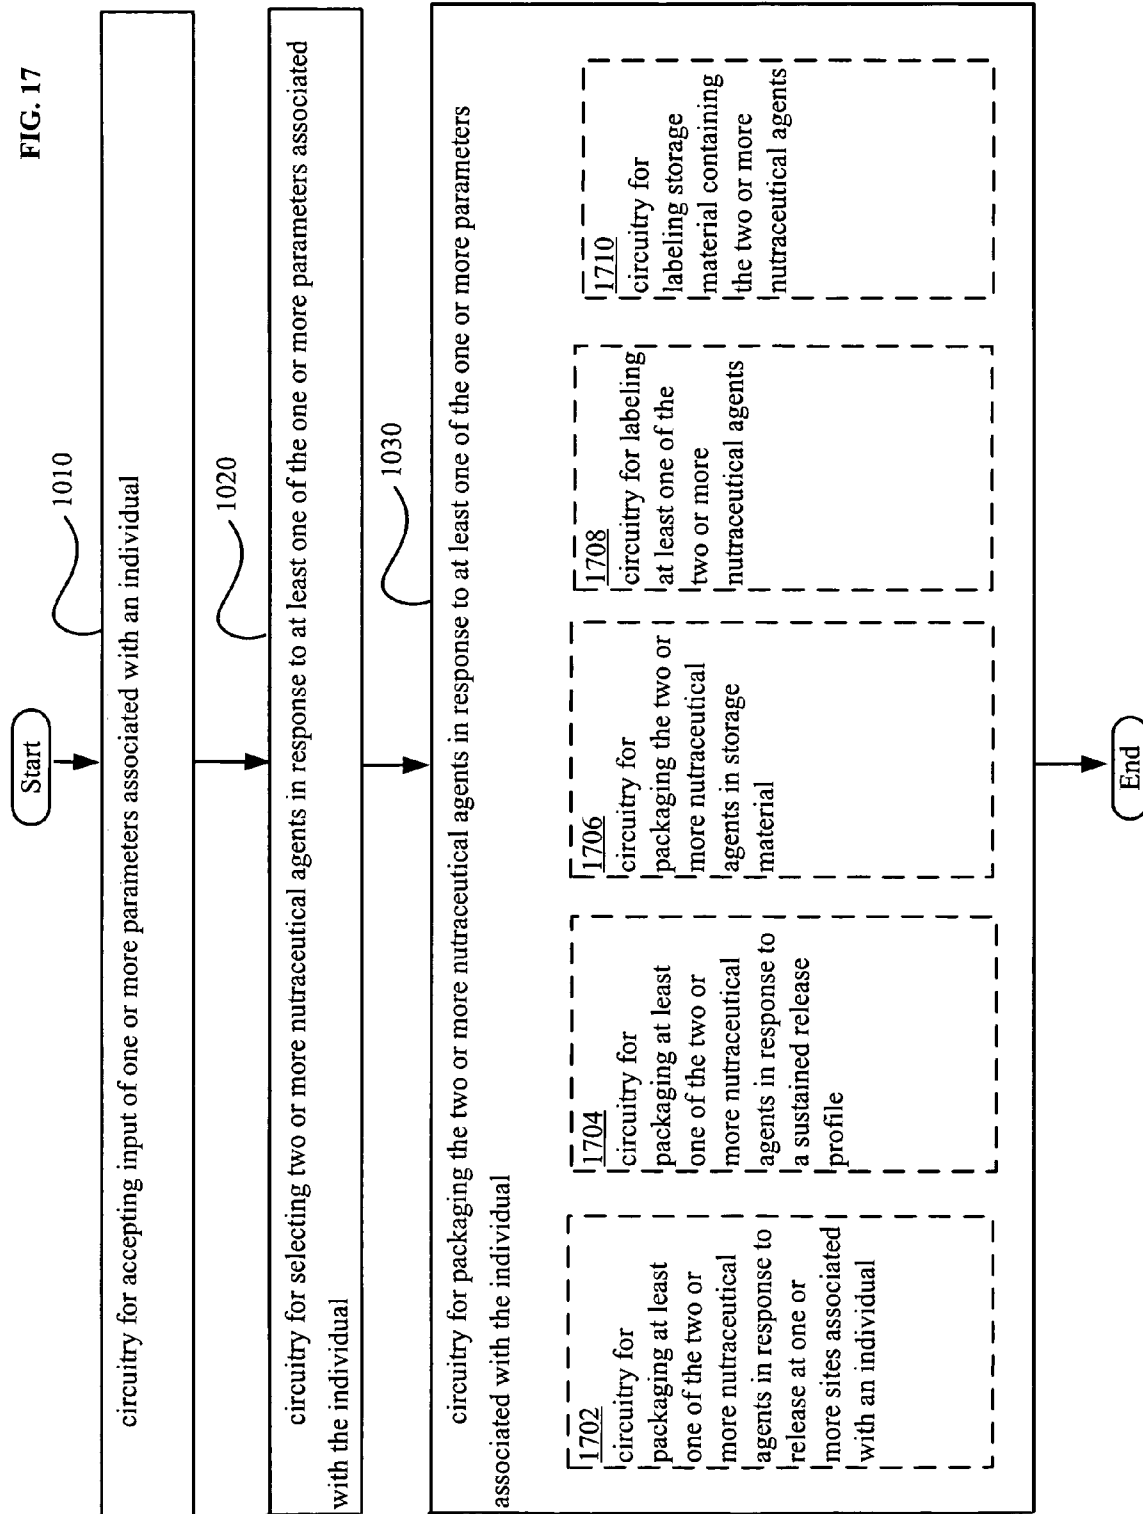 FIG. 17
Start
1010
circuitry for accepting input of one or more parameters associated with an individual
1020
circuitry for selecting two or more nutraceutical agents in response to at least one of the one or more parameters associated
with the individual
1030
circuitry for packaging the two or more nutraceutical agents in response to at least one of the one or more parameters
associated with the individual
1702
circuitry for
packaging at least
one of the two or
more nutraceutical
agents in response to
release at one or
more sites associated
with an individual
1704
circuitry for
packaging at least
one of the two or
more nutraceutical
agents in response to
a sustained release
profile
1706
circuitry for
packaging the two or
more nutraceutical
agents in storage
material
1708
circuitry for labeling
at least one of the
two or more
nutraceutical agents
1710
circuitry for
labeling storage
material containing
the two or more
nutraceutical agents
End